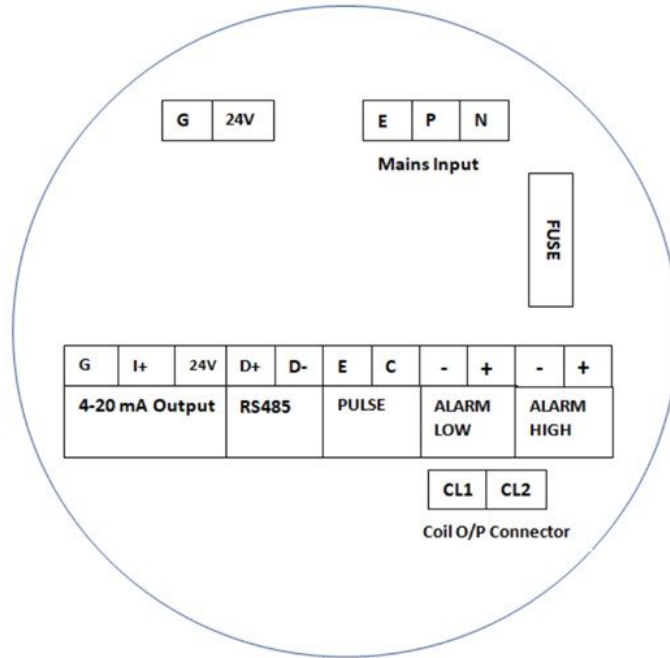 G 24V E P N
Mains Input
FUSE
G I+ 24V D+ D- E C - + - +
4-20 mA Output RS485 PULSE ALARM LOW ALARM HIGH
CL1 CL2
Coil O/P Connector